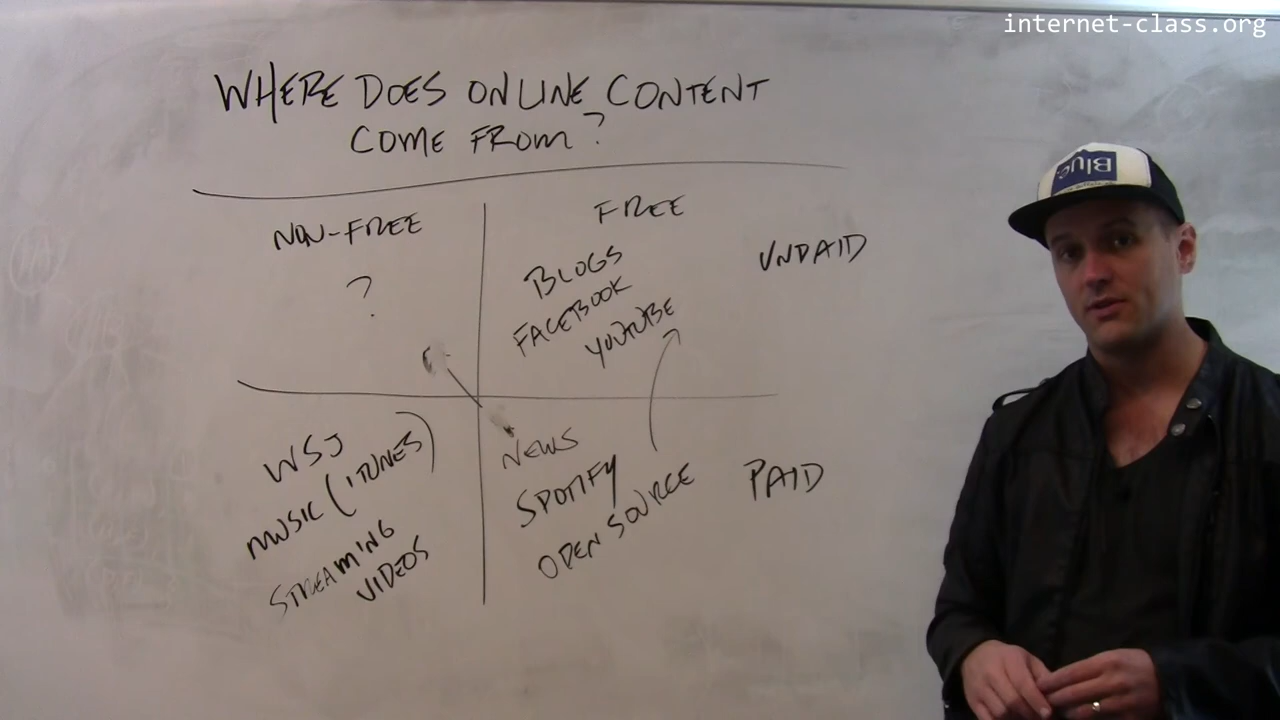 internet-class.org
WHERE DOES ONLINE CONTENT
COME FROM?
NON-FREE
FREE
?
BLOGS
FACEBOOK
YOUTUBE
UNPAID
WSJ
MUSIC (ITUNES)
STREAMING
VIDEOS
NEWS
SPOTIFY
OPEN SOURCE
PAID
Blue